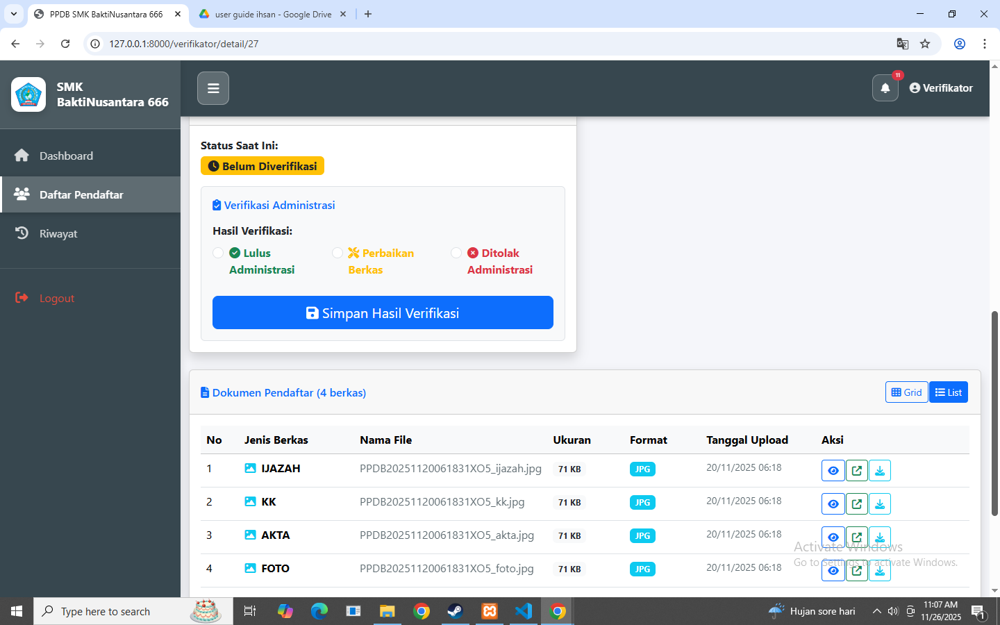 PPDB SMK BaktiNusantara 666
user guide ihsan - Google Drive
127.0.0.1:8000/verifikator/detail/27
SMK
BaktiNusantara 666
11
Verifikator
Dashboard
Daftar Pendaftar
Riwayat
Logout
Status Saat Ini:
Belum Diverifikasi
Verifikasi Administrasi
Hasil Verifikasi:
Lulus Administrasi
Perbaikan Berkas
Ditolak Administrasi
Simpan Hasil Verifikasi
Dokumen Pendaftar (4 berkas)
Grid
List
No Jenis Berkas Nama File Ukuran Format Tanggal Upload Aksi
1 IJAZAH PPDB20251120061831XO5_ijazah.jpg 71 KB JPG 20/11/2025 06:18
2 KK PPDB20251120061831XO5_kk.jpg 71 KB JPG 20/11/2025 06:18
3 AKTA PPDB20251120061831XO5_akta.jpg 71 KB JPG 20/11/2025 06:18
4 FOTO PPDB20251120061831XO5_foto.jpg 71 KB JPG 20/11/2025 06:18
Activate Windows
Go to Settings to activate Windows.
Type here to search
Hujan sore hari
11:07 AM
11/26/2025
1